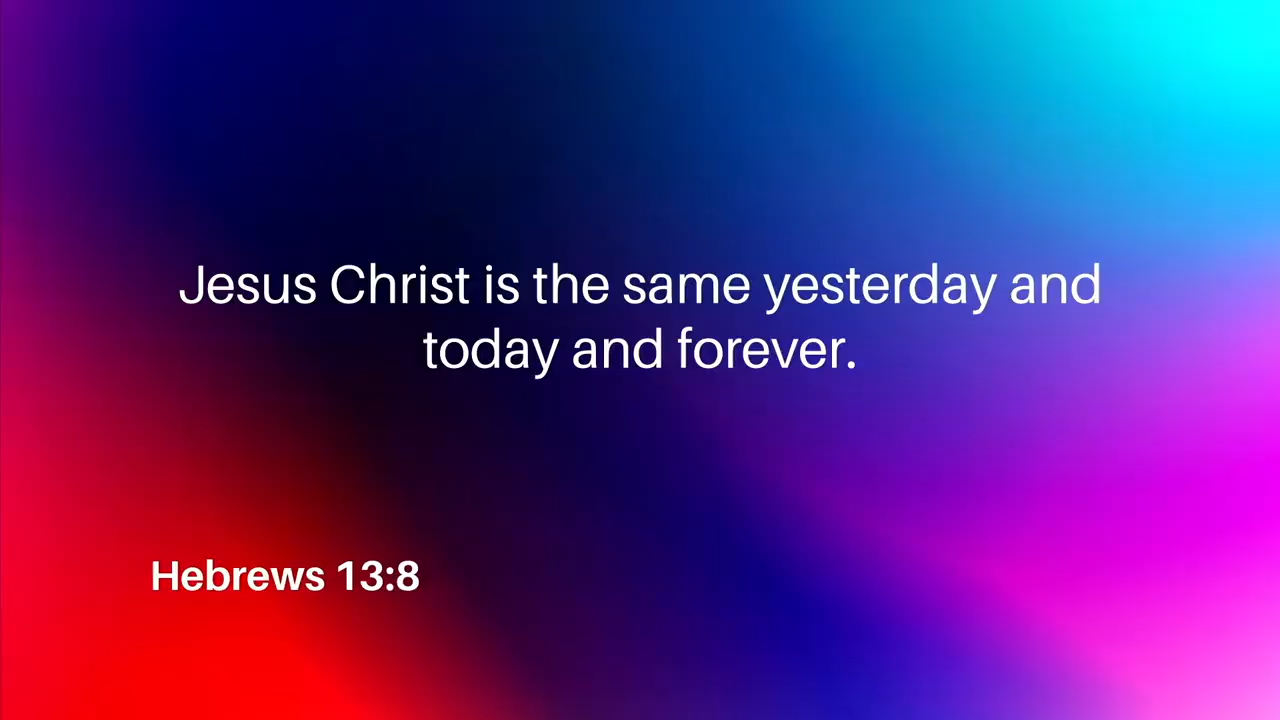 Jesus Christ is the same yesterday and
today and forever.
Hebrews 13:8